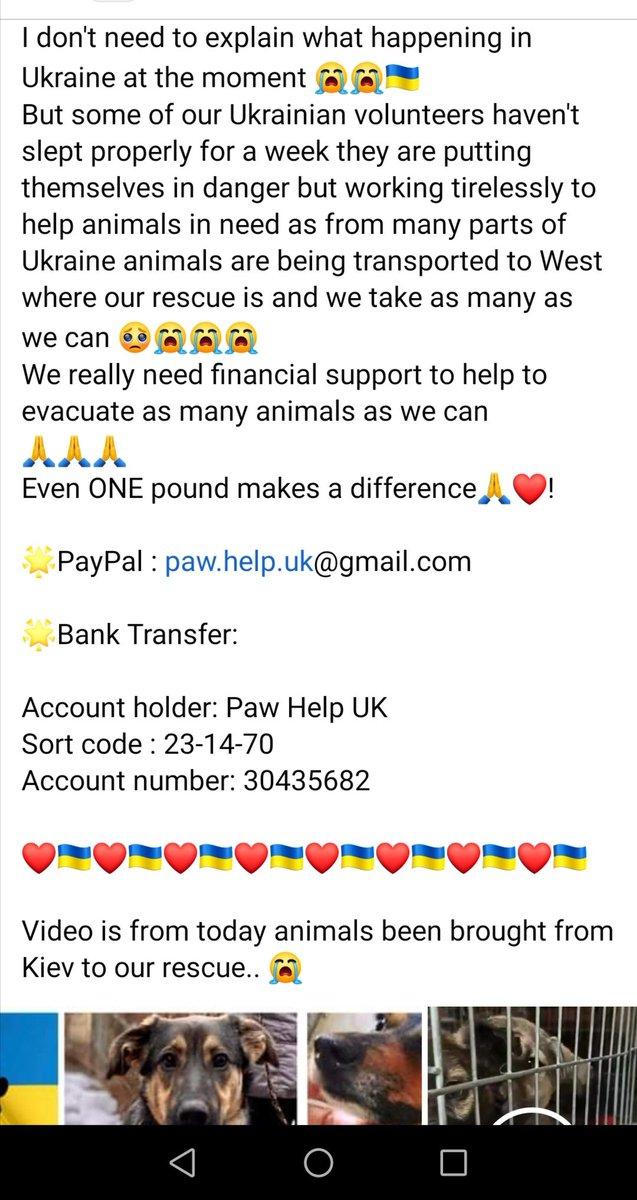 I don't need to explain what happening in
Ukraine at the moment 😭😭🇺🇦
But some of our Ukrainian volunteers haven't
slept properly for a week they are putting
themselves in danger but working tirelessly to
help animals in need as from many parts of
Ukraine animals are being transported to West
where our rescue is and we take as many as
we can 🥺😭😭😭
We really need financial support to help to
evacuate as many animals as we can
🙏🙏🙏
Even ONE pound makes a difference🙏❤️!
🌟PayPal : paw.help.uk@gmail.com
🌟Bank Transfer:
Account holder: Paw Help UK
Sort code : 23-14-70
Account number: 30435682
❤️🇺🇦❤️🇺🇦❤️🇺🇦❤️🇺🇦❤️🇺🇦❤️🇺🇦❤️🇺🇦❤️🇺🇦
Video is from today animals been brought from
Kiev to our rescue.. 😭